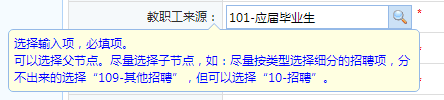 教职工来源： 101-应届毕业生 *
选择输入项，必填项。
可以选择父节点。尽量选择子节点，如：尽量按类型选择细分的招聘项，分
不出来的选择“109-其他招聘”，但可以选择“10-招聘”。
*
*